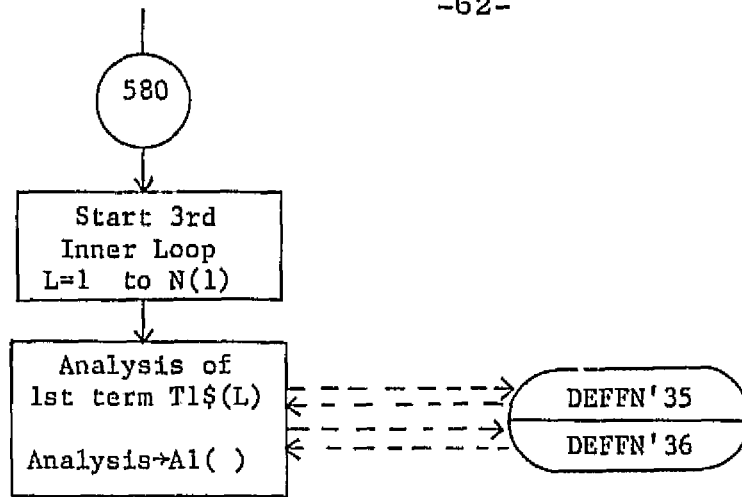 -62-
580
Start 3rd
Inner Loop
L=1 to N(1)
Analysis of
1st term T1$(L)
Analysis→A1( )
DEFFN'35
DEFFN'36